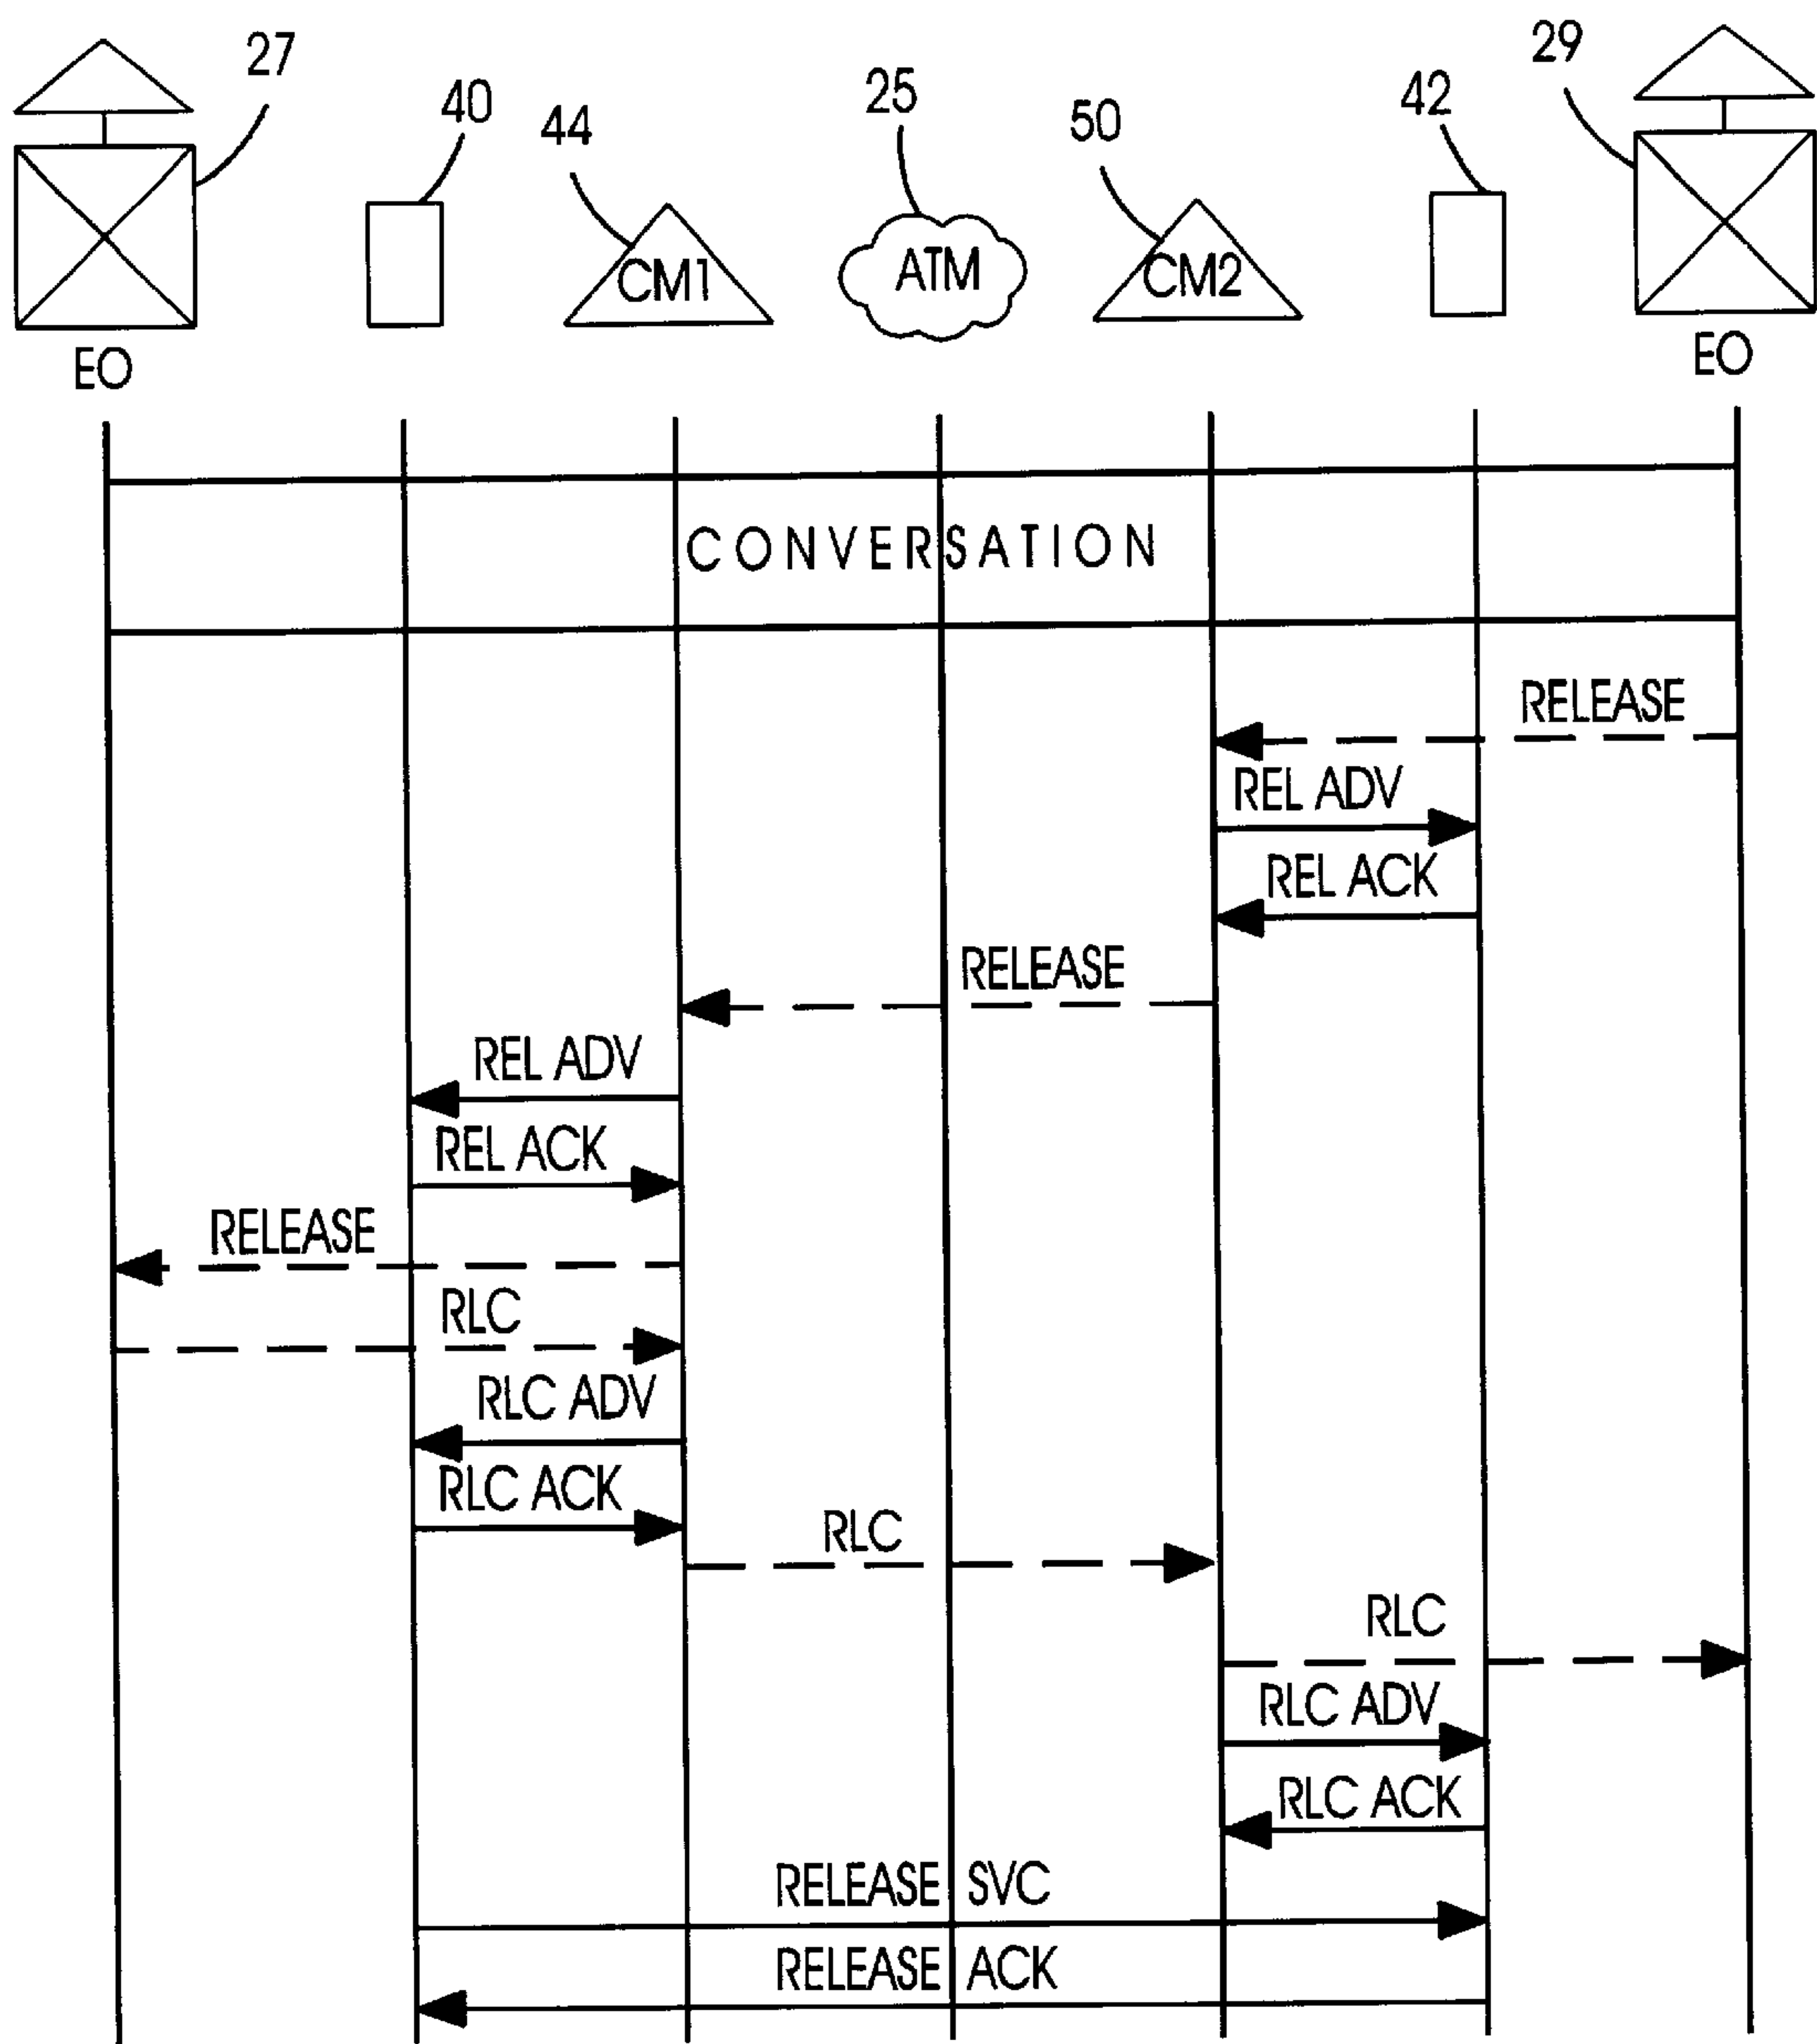 27
29
40
44
25
50
42
CM1
ATM
CM2
EO
EO
CONVERSATION
RELEASE
REL ADV
REL ACK
RELEASE
REL ADV
REL ACK
RELEASE
RLC
RLC ADV
RLC ACK
RLC
RLC
RLC ADV
RLC ACK
RELEASE SVC
RELEASE ACK